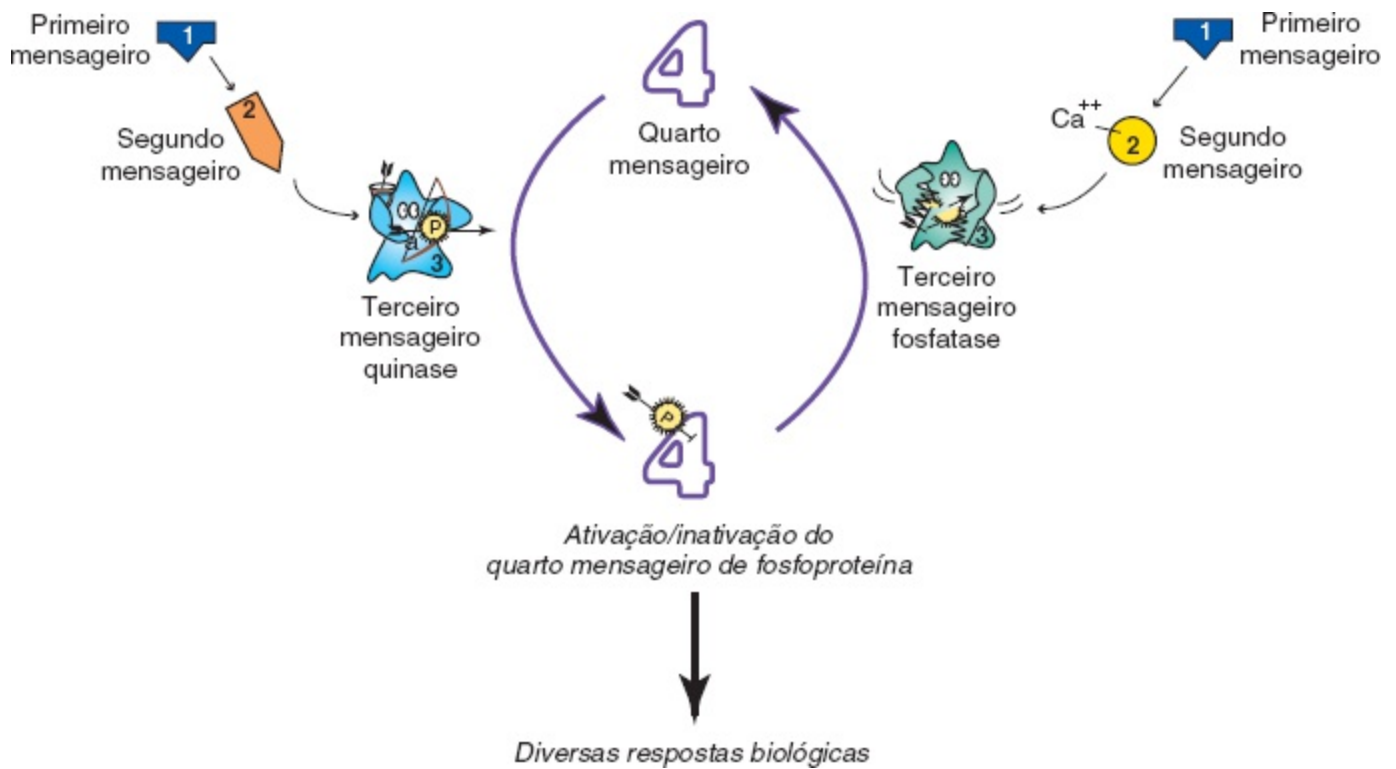 Primeiro
mensageiro
1
2
Segundo
mensageiro
P
a
3
Terceiro
mensageiro
quinase
4
Quarto
mensageiro
1
Primeiro
mensageiro
Ca++
2
Segundo
mensageiro
3
Terceiro
mensageiro
fosfatase
P
4
Ativação/inativação do
quarto mensageiro de fosfoproteína
Diversas respostas biológicas